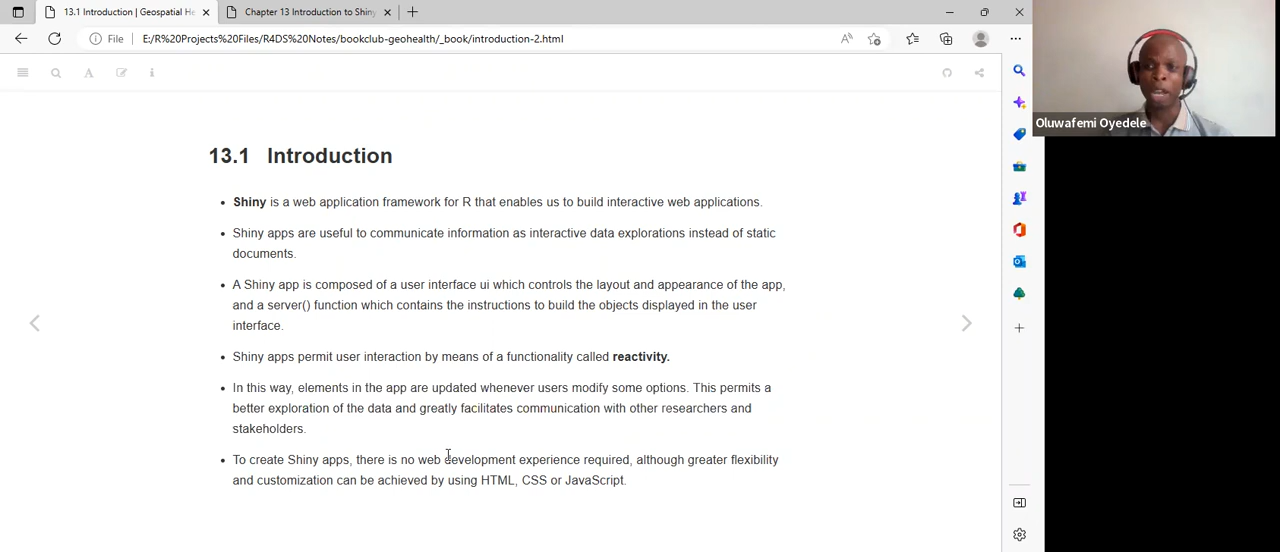 13.1 Introduction | Geospatial He
Chapter 13 Introduction to Shiny
File
E:/R%20Projects%20Files/R4DS%20Notes/bookclub-geohealth/_book/introduction-2.html
Oluwafemi Oyedele
13.1 Introduction
Shiny is a web application framework for R that enables us to build interactive web applications.
Shiny apps are useful to communicate information as interactive data explorations instead of static
documents.
A Shiny app is composed of a user interface ui which controls the layout and appearance of the app,
and a server() function which contains the instructions to build the objects displayed in the user
interface.
Shiny apps permit user interaction by means of a functionality called reactivity.
In this way, elements in the app are updated whenever users modify some options. This permits a
better exploration of the data and greatly facilitates communication with other researchers and
stakeholders.
To create Shiny apps, there is no web development experience required, although greater flexibility
and customization can be achieved by using HTML, CSS or JavaScript.